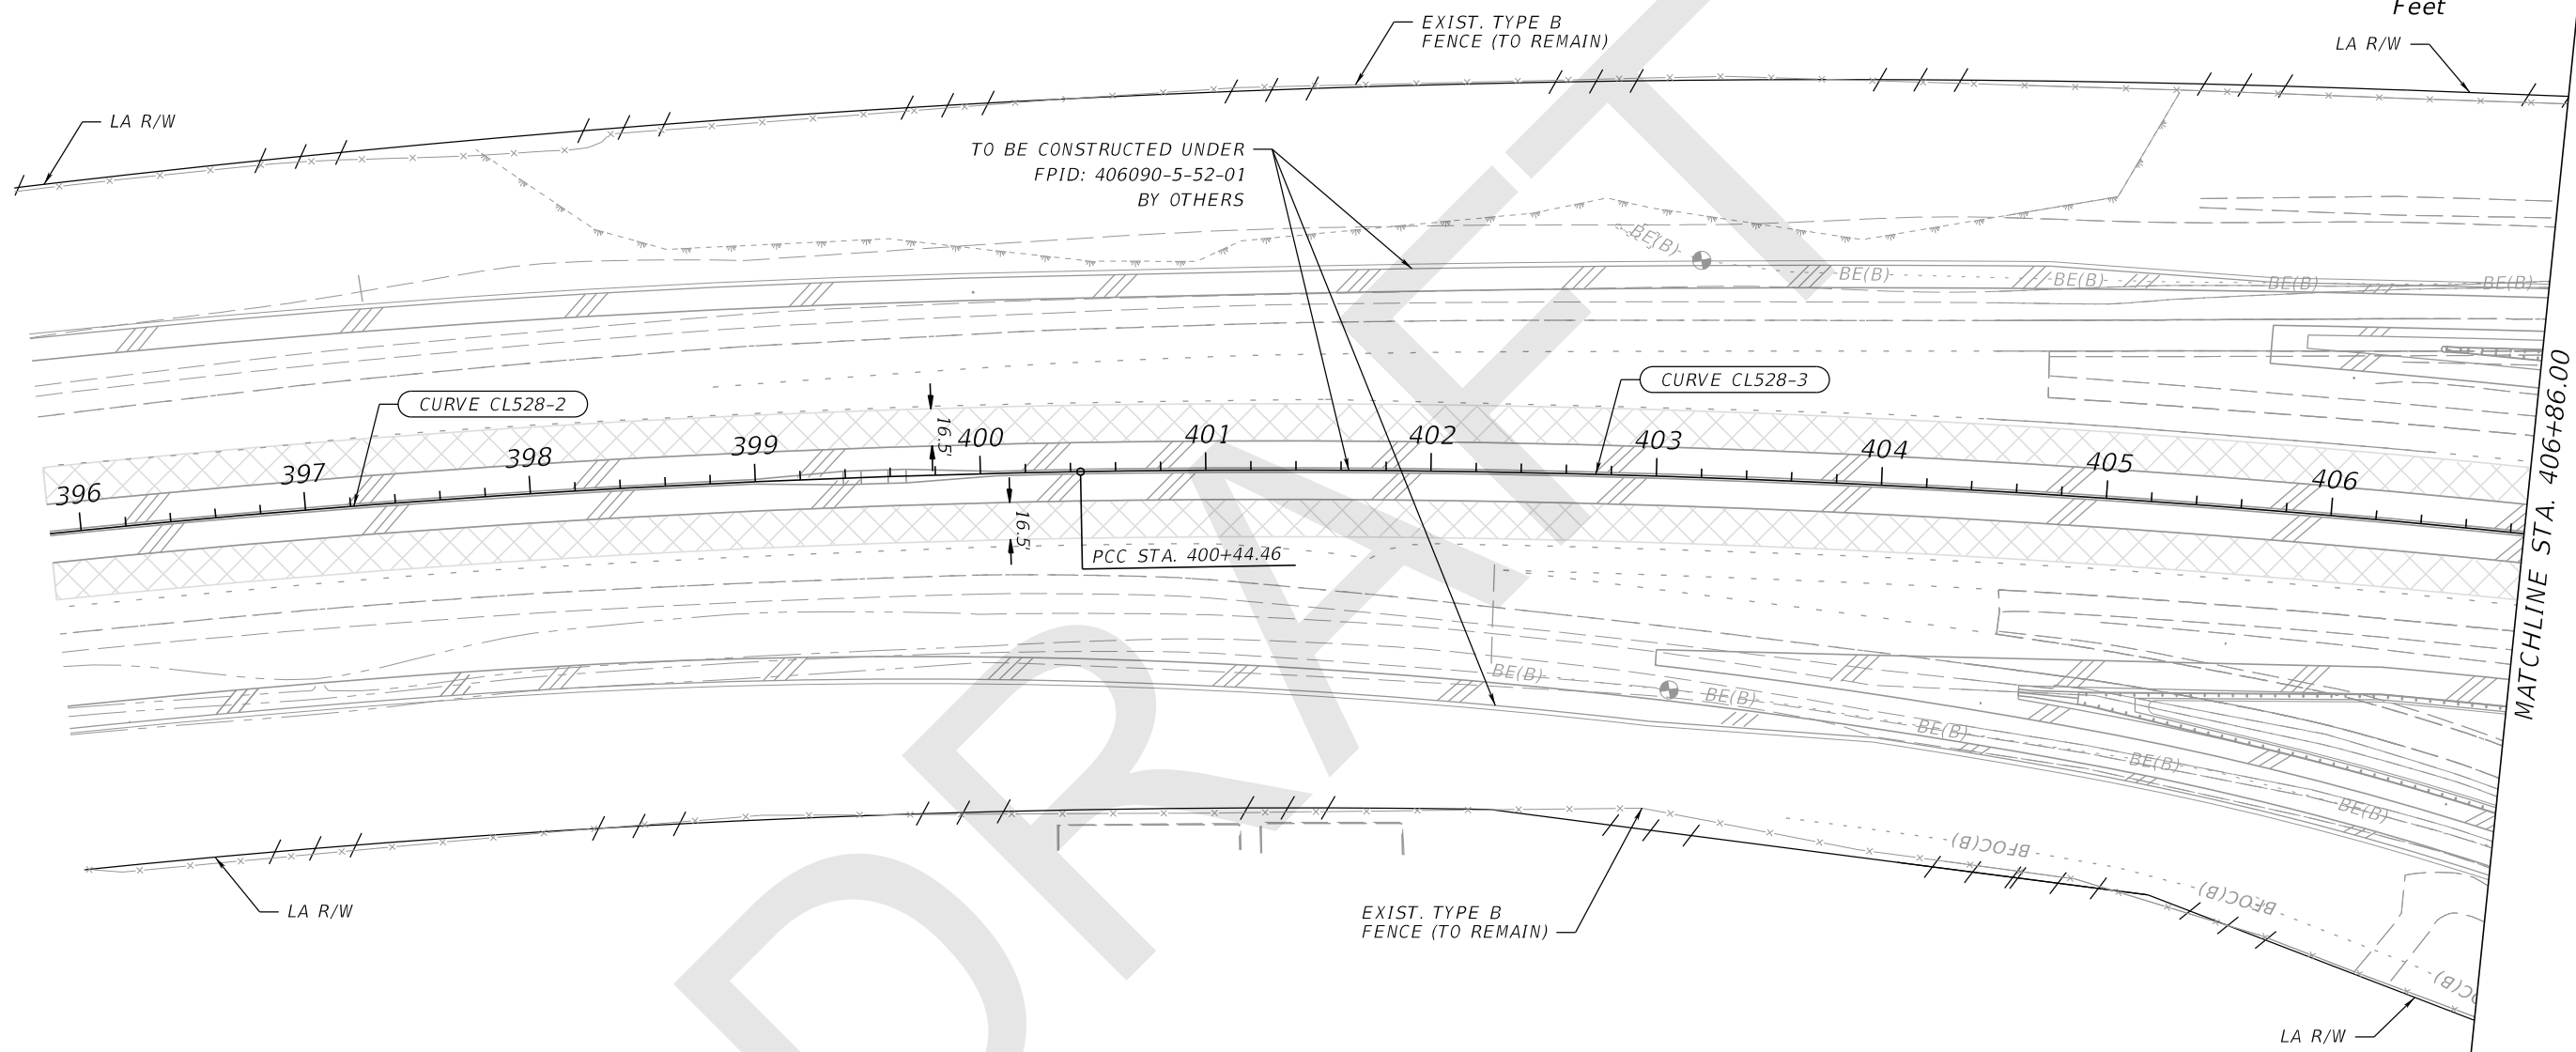 Feet
EXIST. TYPE B
FENCE (TO REMAIN)
LA R/W
LA R/W
TO BE CONSTRUCTED UNDER
FPID: 406090-5-52-01
BY OTHERS
BE(B)
BE(B)
BE(B)
BE(B)
BE(B)
CURVE CL528-2
CURVE CL528-3
16.5'
396
397
398
399
400
401
402
403
404
405
406
16.5'
PCC STA. 400+44.46
MATCHLINE STA. 406+86.00
BE(B)
BE(B)
BE(B)
BE(B)
BE(B)
BFOC(B)
BFOC(B)
OC(B)
LA R/W
EXIST. TYPE B
FENCE (TO REMAIN)
LA R/W
DRAFT